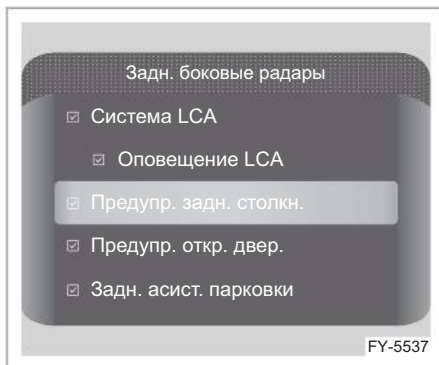 Задн. боковые радары
Система LCA
Оповещение LCA
Предупр. задн. столкн.
Предупр. откр. двер.
Задн. асист. парковки
FY-5537